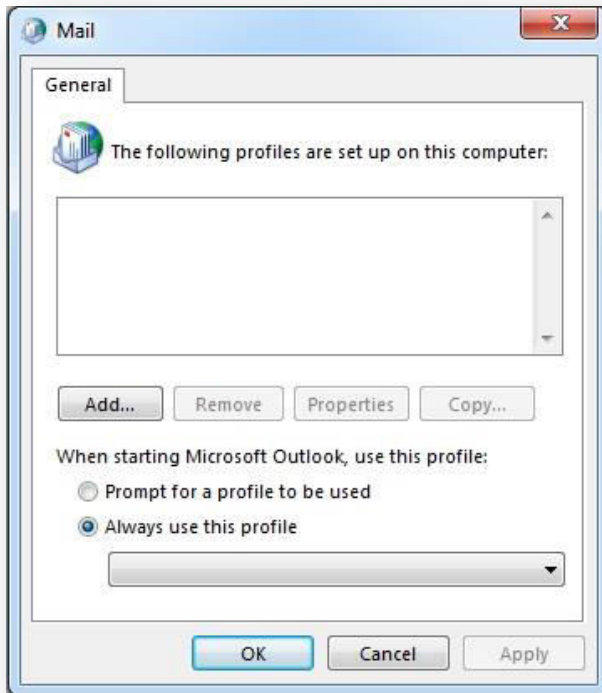 Mail
General
The following profiles are set up on this computer:
Add... Remove Properties Copy...
When starting Microsoft Outlook, use this profile:
Prompt for a profile to be used
Always use this profile
OK Cancel Apply